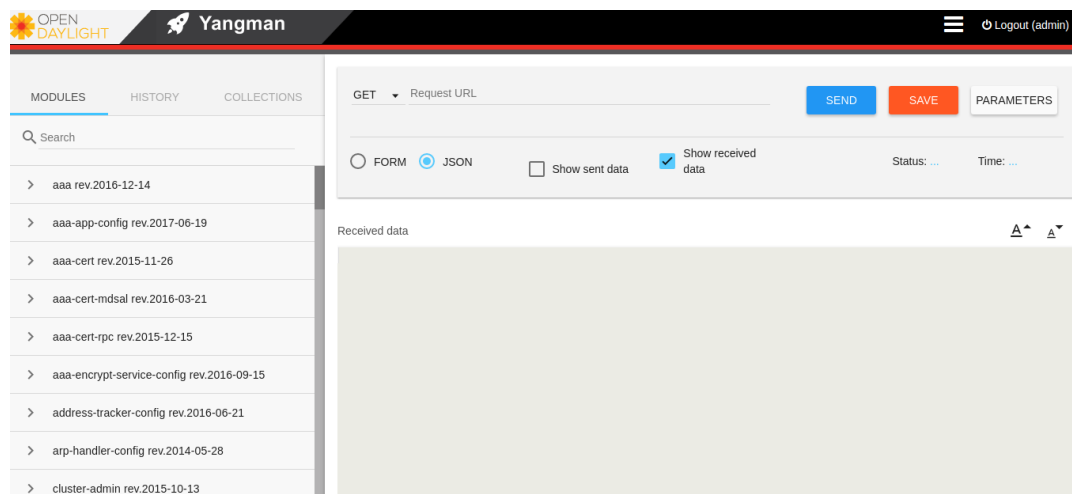 OPEN
DAYLIGHT
Yangman
Logout (admin)
MODULES
HISTORY
COLLECTIONS
Search
aaa rev.2016-12-14
aaa-app-config rev.2017-06-19
aaa-cert rev.2015-11-26
aaa-cert-mdsal rev.2016-03-21
aaa-cert-rpc rev.2015-12-15
aaa-encrypt-service-config rev.2016-09-15
address-tracker-config rev.2016-06-21
arp-handler-config rev.2014-05-28
cluster-admin rev.2015-10-13
GET
Request URL
SEND
SAVE
PARAMETERS
FORM
JSON
Show sent data
Show received
data
Status: ...
Time: ...
Received data
A
A